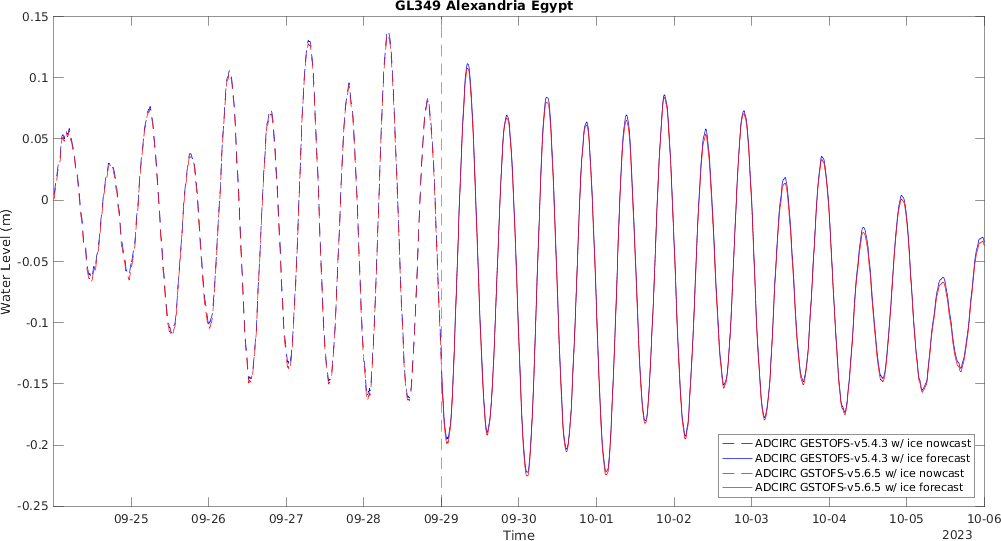 GL349 Alexandria Egypt
0.15
0.1
0.05
0
-0.05
-0.1
-0.15
-0.2
-0.25
Water Level (m)
ADCIRC GESTOFS-v5.4.3 w/ ice nowcast
ADCIRC GESTOFS-v5.4.3 w/ ice forecast
ADCIRC GSTOFS-v5.6.5 w/ ice nowcast
ADCIRC GSTOFS-v5.6.5 w/ ice forecast
09-25 09-26 09-27 09-28 09-29 09-30 10-01 10-02 10-03 10-04 10-05 10-06
Time
2023